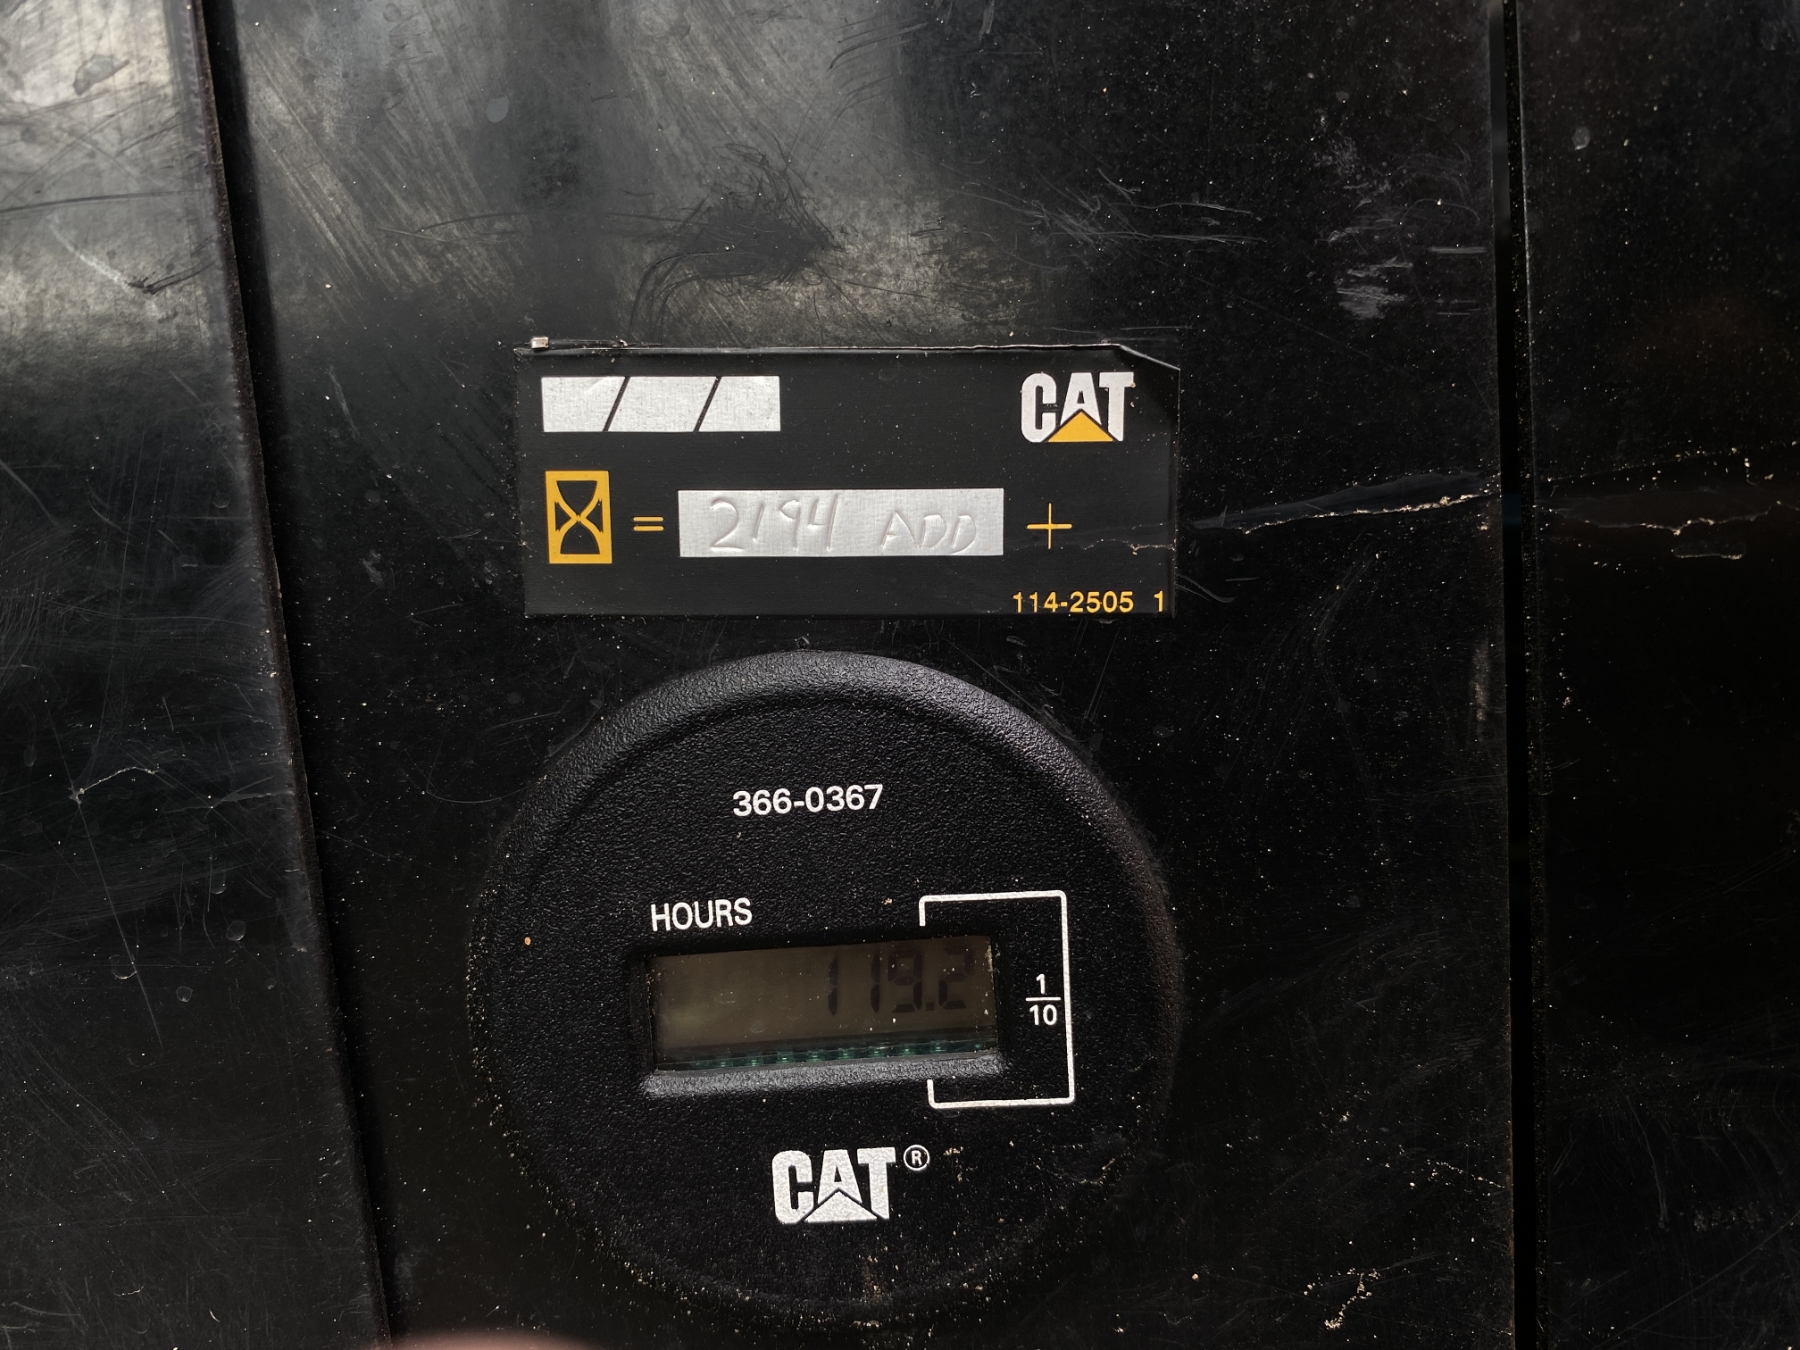 CAT
= 2194 ADD +
114-2505 1
366-0367
HOURS
119.2
1
10
CAT®